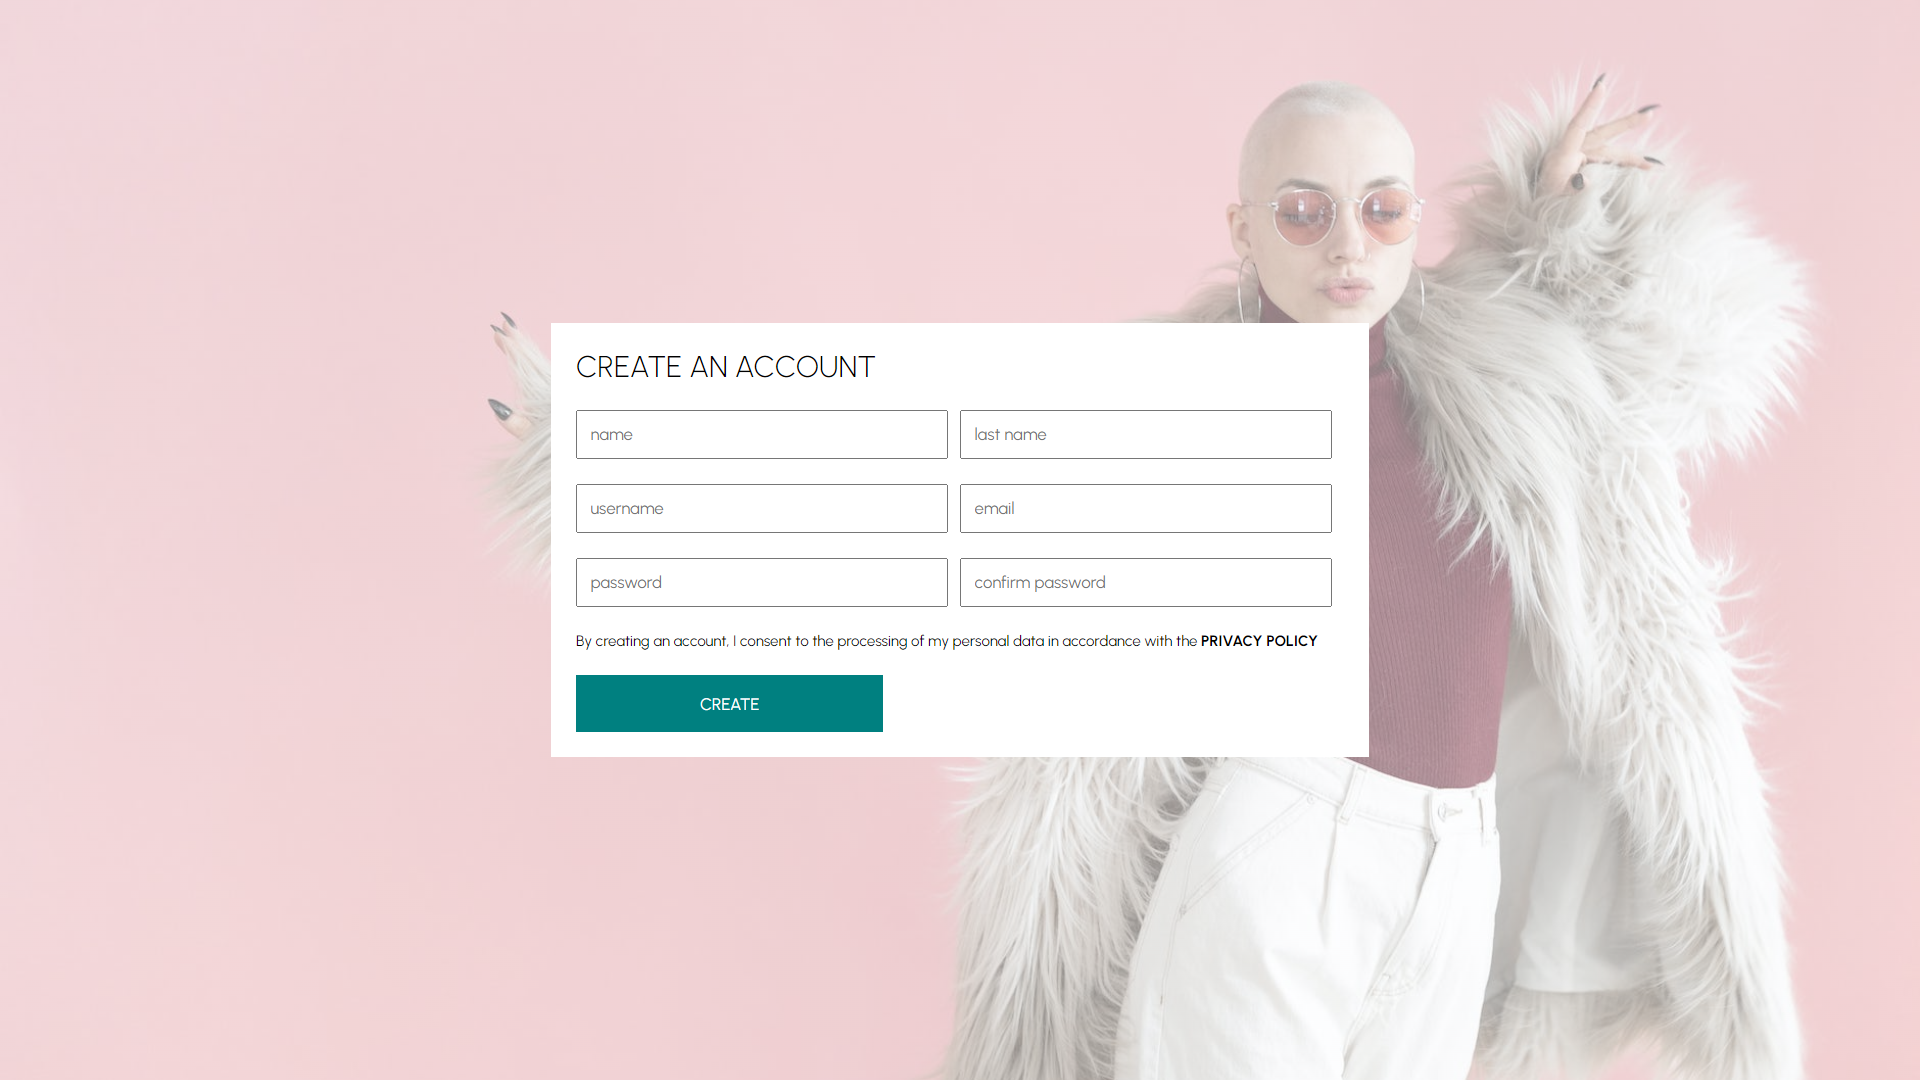 CREATE AN ACCOUNT
name
last name
username
email
password
confirm password
By creating an account, I consent to the processing of my personal data in accordance with the PRIVACY POLICY
CREATE